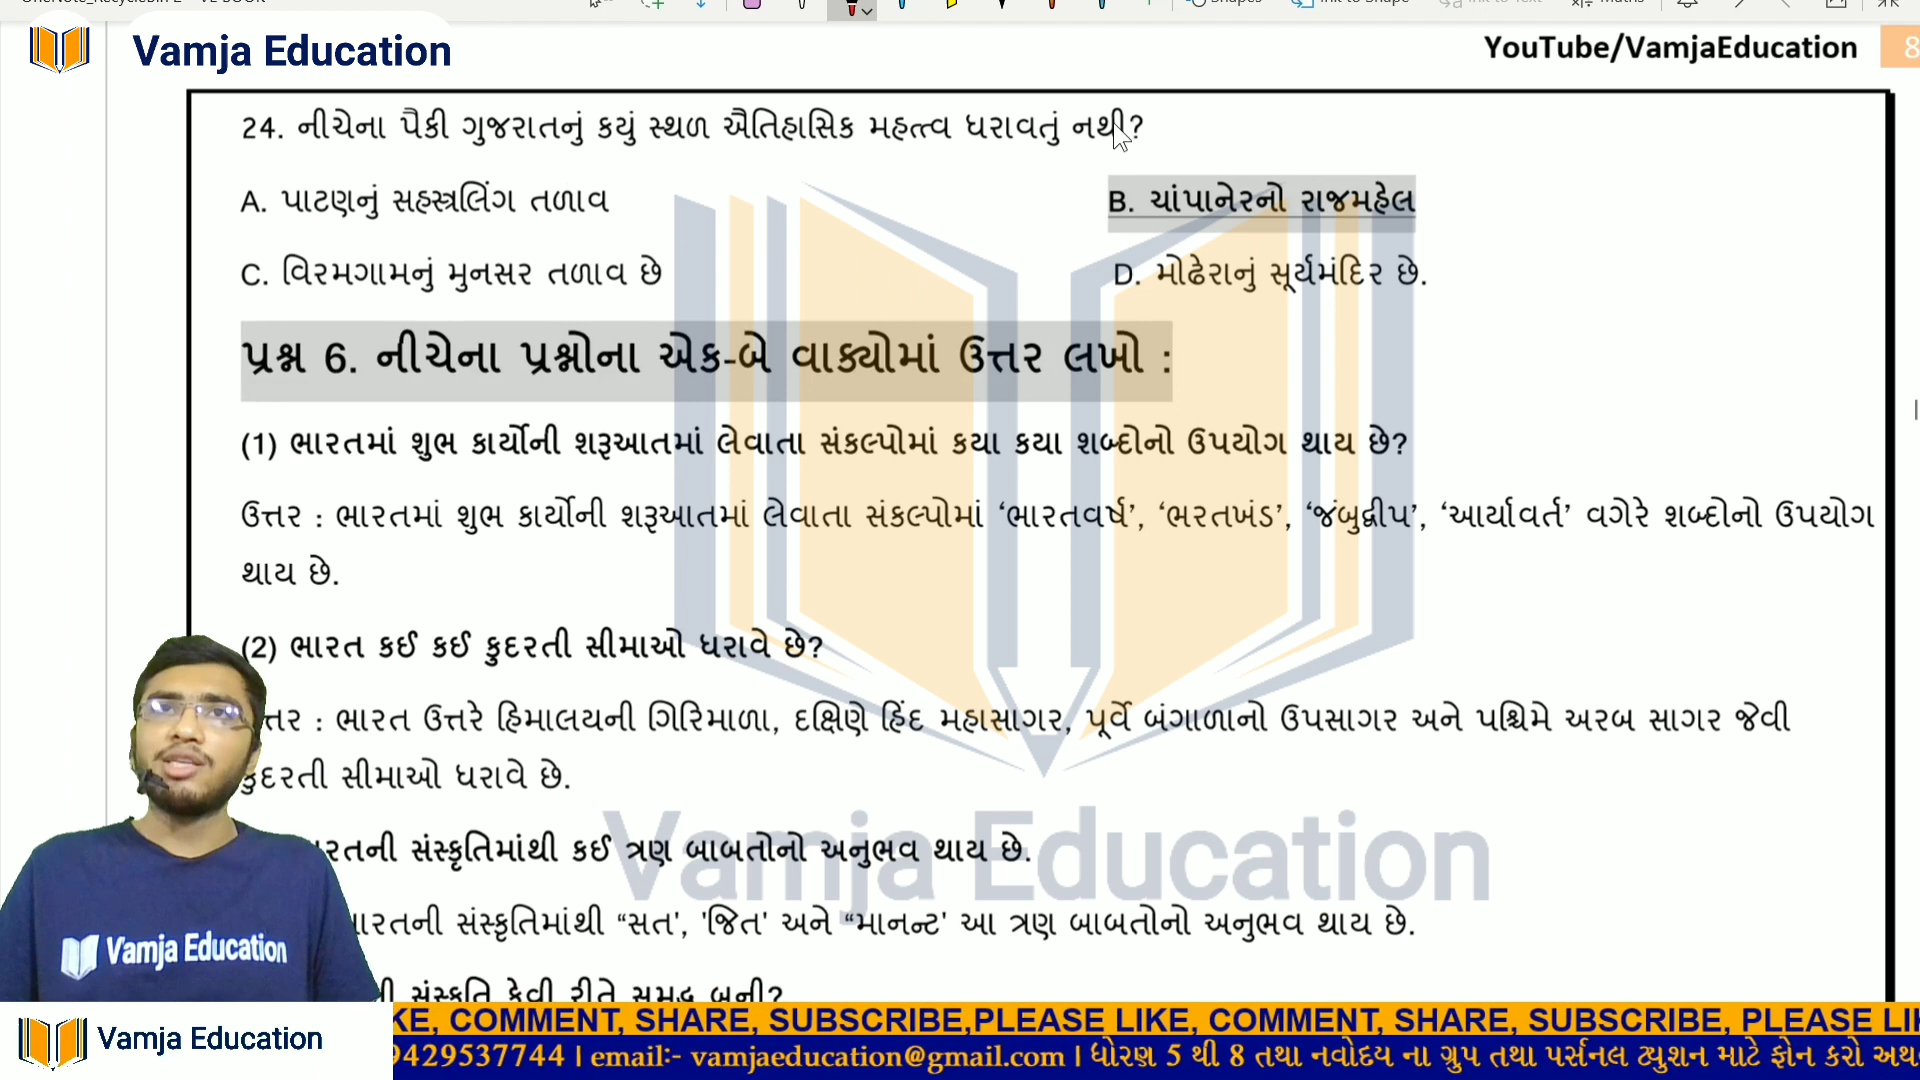 Vamja Education
YouTube/VamjaEducation
8
24. નીચેના પૈકી ગુજરાતનું કયું સ્થળ ઐતિહાસિક મહત્ત્વ ધરાવતું નથી?
A. પાટણનું સહસ્ત્રલિંગ તળાવ
B. ચાંપાનેરનો રાજમહેલ
C. વિરમગામનું મુનસર તળાવ છે
D. મોઢેરાનું સૂર્યમંદિર છે.
પ્રશ્ન 6. નીચેના પ્રશ્નોના એક-બે વાક્યોમાં ઉત્તર લખો :
(1) ભારતમાં શુભ કાર્યોની શરૂઆતમાં લેવાતા સંકલ્પોમાં કયા કયા શબ્દોનો ઉપયોગ થાય છે?
ઉત્તર : ભારતમાં શુભ કાર્યોની શરૂઆતમાં લેવાતા સંકલ્પોમાં ‘ભારતવર્ષ’, ‘ભરતખંડ’, ‘જંબુદ્વીપ’, ‘આર્યાવર્ત’ વગેરે શબ્દોનો ઉપયોગ
થાય છે.
(2) ભારત કઈ કઈ કુદરતી સીમાઓ ધરાવે છે?
ત્તર : ભારત ઉત્તરે હિમાલયની ગિરિમાળા, દક્ષિણે હિંદ મહાસાગર, પૂર્વે બંગાળાનો ઉપસાગર અને પશ્ચિમે અરબ સાગર જેવી
કુદરતી સીમાઓ ધરાવે છે.
રતની સંસ્કૃતિમાંથી કઈ ત્રણ બાબતોનો અનુભવ થાય છે.
ારતની સંસ્કૃતિમાંથી “સત', 'જિત' અને “માનન્ટ' આ ત્રણ બાબતોનો અનુભવ થાય છે.
ની સંસ્કૃતિ કેવી રીતે સમૃદ્ધ બની?
Vamja Education
Vamja Education
Vamja Education
KE, COMMENT, SHARE, SUBSCRIBE,PLEASE LIKE, COMMENT, SHARE, SUBSCRIBE, PLEASE LI
9429537744 | email:- vamjaeducation@gmail.com | ધોરણ 5 થી 8 તથા નવોદય ના ગ્રુપ તથા પર્સનલ ટ્યુશન માટે ફોન કરો અથ